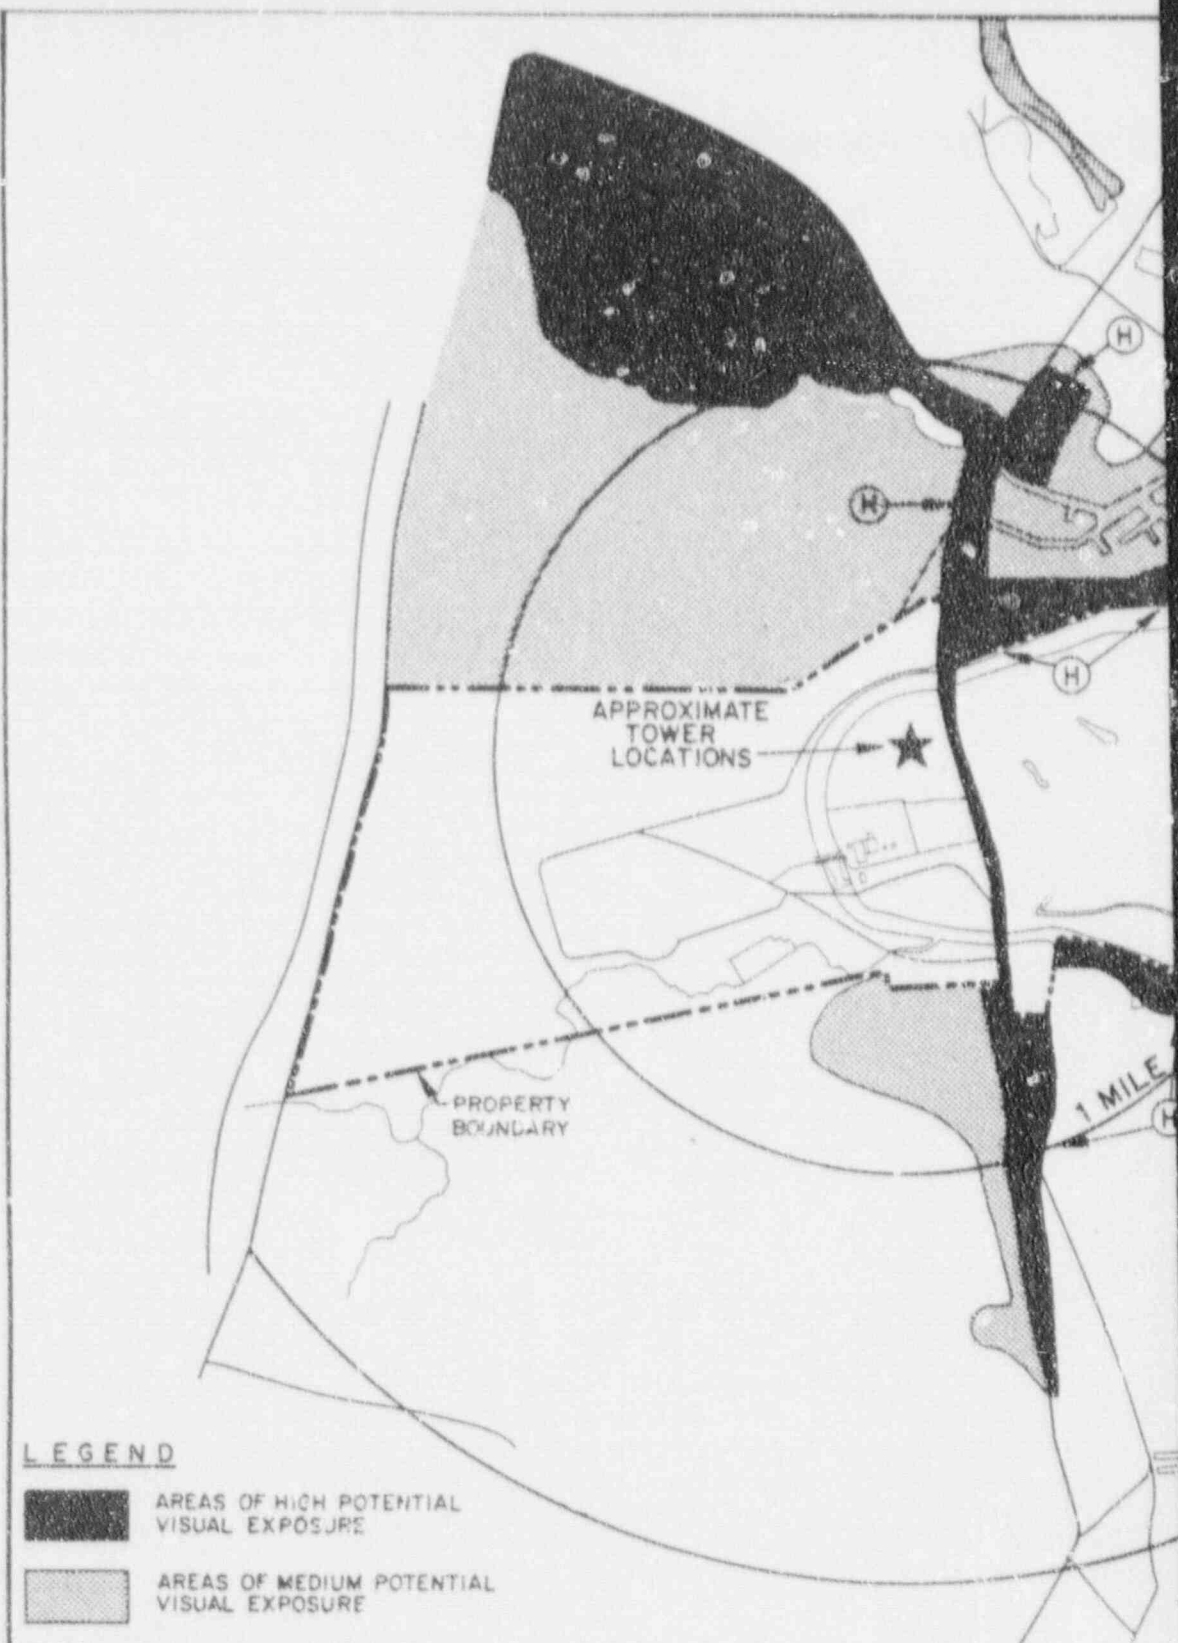 H
H
H
APPROXIMATE
TOWER
LOCATIONS
1 MILE
H
PROPERTY
BOUNDARY
LEGEND
AREAS OF HIGH POTENTIAL
VISUAL EXPOSURE
AREAS OF MEDIUM POTENTIAL
VISUAL EXPOSURE